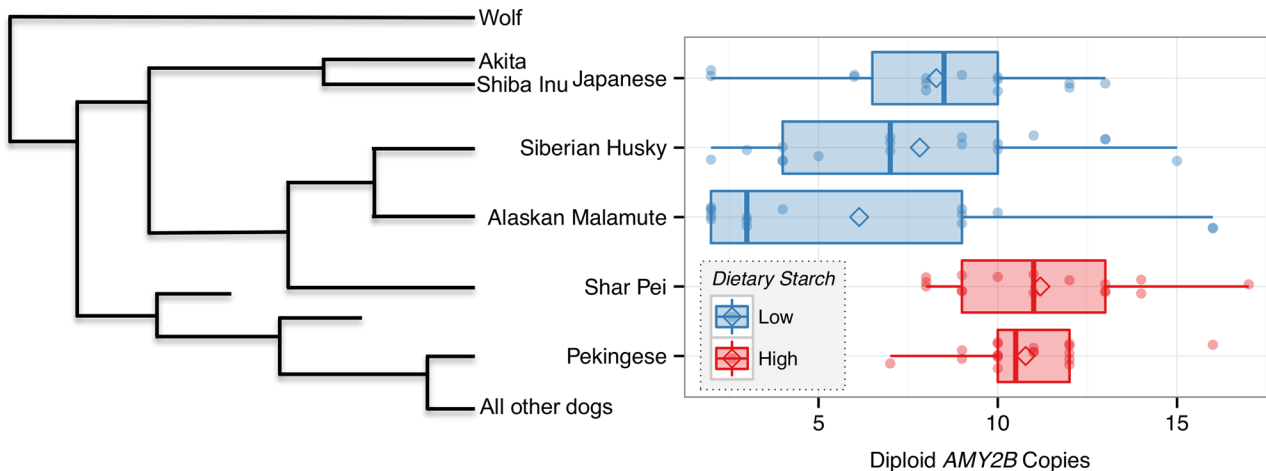 Wolf
Akita
Shiba Inu
Japanese
Siberian Husky
Alaskan Malamute
Shar Pei
Pekingese
All other dogs
Dietary Starch
Low
High
5 10 15
Diploid AMY2B Copies